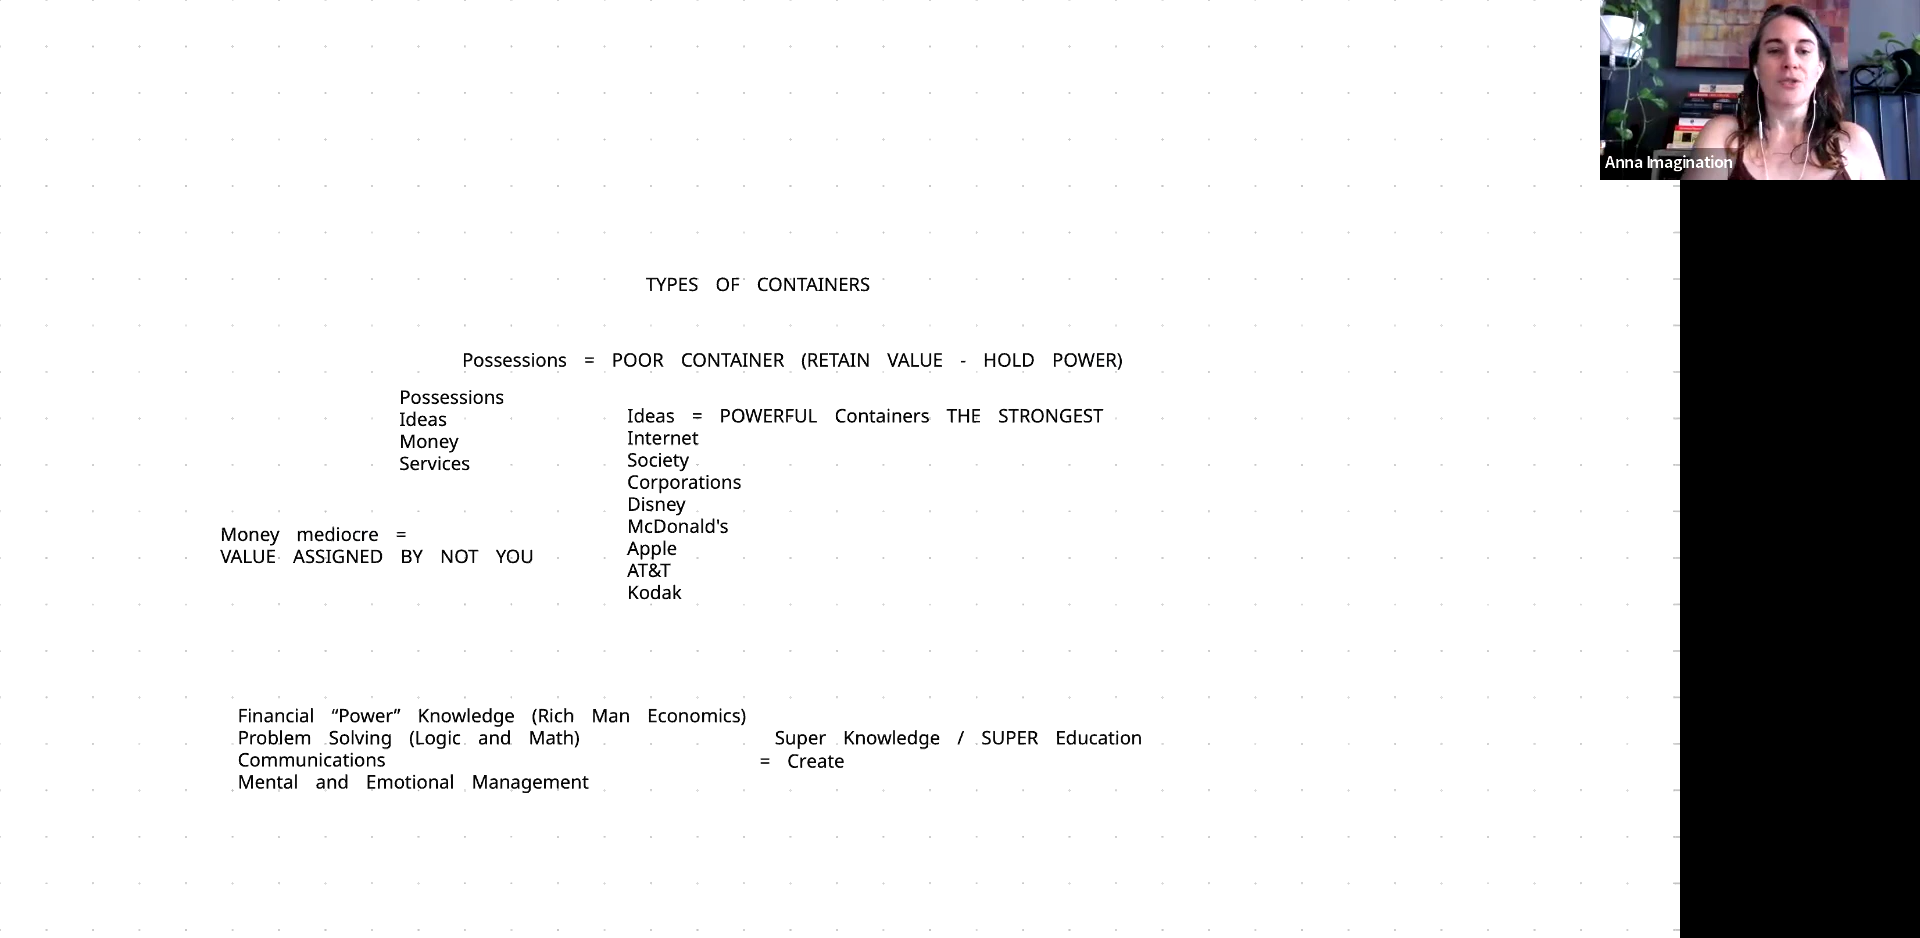 Anna Imagination
TYPES OF CONTAINERS
Possessions = POOR CONTAINER (RETAIN VALUE - HOLD POWER)
Possessions
Ideas
Money
Services
Ideas = POWERFUL Containers THE STRONGEST
Internet
Society
Corporations
Disney
McDonald's
Apple
AT&T
Kodak
Money mediocre =
VALUE ASSIGNED BY NOT YOU
Financial “Power” Knowledge (Rich Man Economics)
Problem Solving (Logic and Math)
Communications
Mental and Emotional Management
Super Knowledge / SUPER Education
= Create